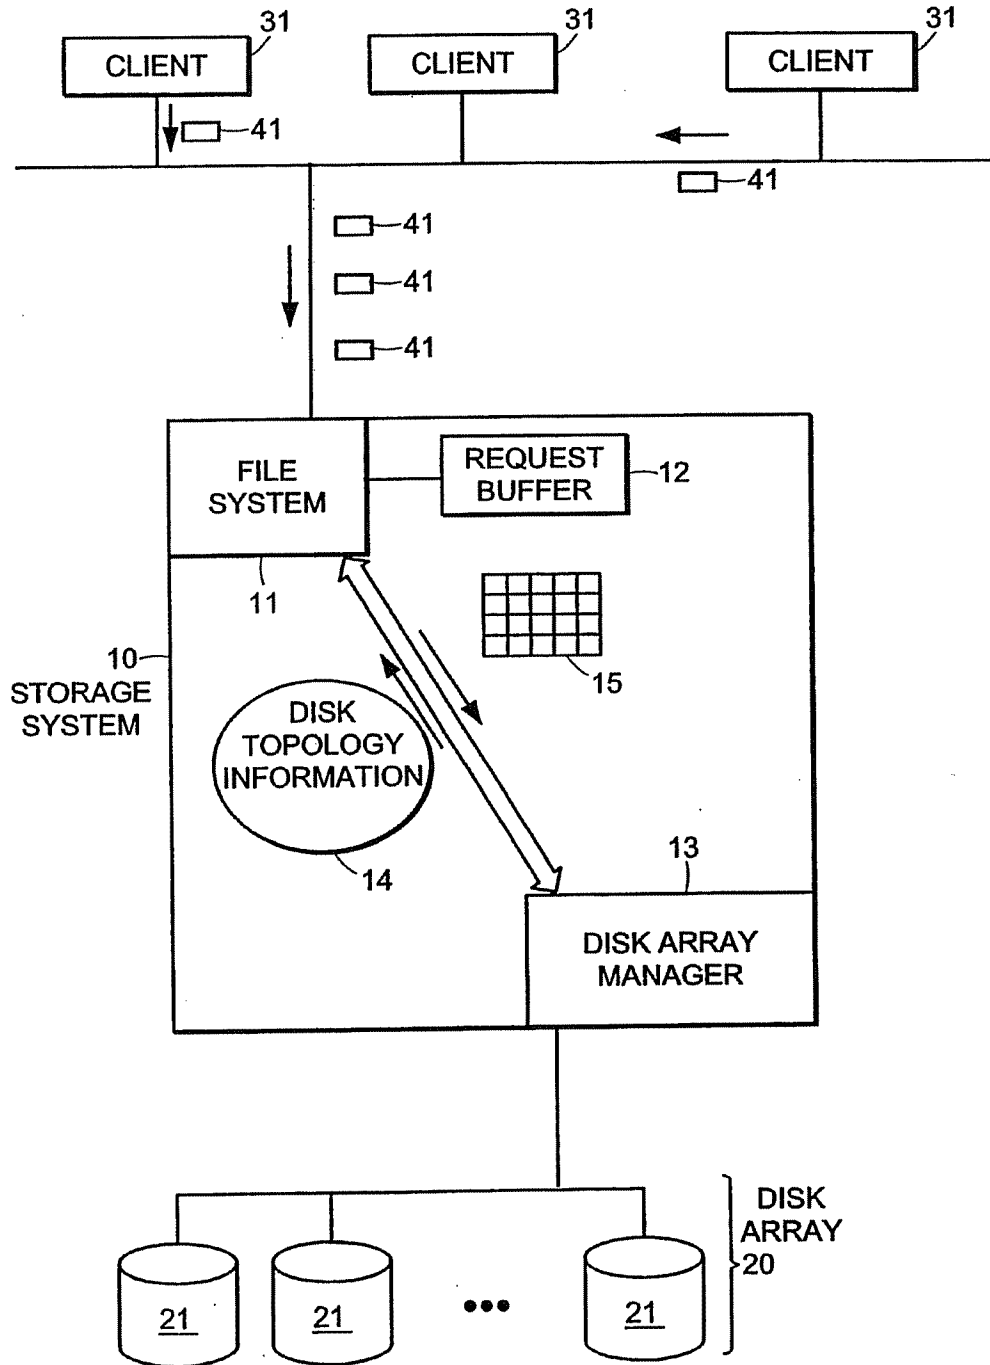 31
31
31
CLIENT
CLIENT
CLIENT
41
41
41
41
41
FILE
SYSTEM
REQUEST
BUFFER
12
11
15
10
STORAGE
SYSTEM
DISK
TOPOLOGY
INFORMATION
14
13
DISK ARRAY
MANAGER
DISK
ARRAY
20
21
21
•••
21